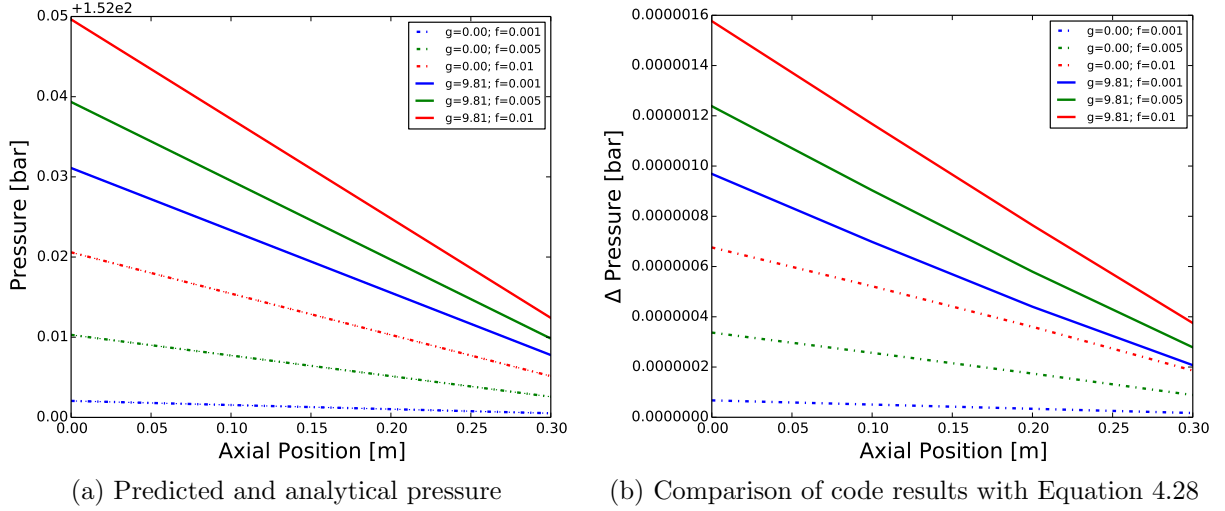 +1.52e2
0.05
0.04
0.03
0.02
0.01
0.00
Pressure [bar]
0.00 0.05 0.10 0.15 0.20 0.25 0.30
Axial Position [m]
g=0.00; f=0.001
g=0.00; f=0.005
g=0.00; f=0.01
g=9.81; f=0.001
g=9.81; f=0.005
g=9.81; f=0.01
(a) Predicted and analytical pressure
0.0000016
0.0000014
0.0000012
0.0000010
0.0000008
0.0000006
0.0000004
0.0000002
0.0000000
Δ Pressure [bar]
0.00 0.05 0.10 0.15 0.20 0.25 0.30
Axial Position [m]
g=0.00; f=0.001
g=0.00; f=0.005
g=0.00; f=0.01
g=9.81; f=0.001
g=9.81; f=0.005
g=9.81; f=0.01
(b) Comparison of code results with Equation 4.28